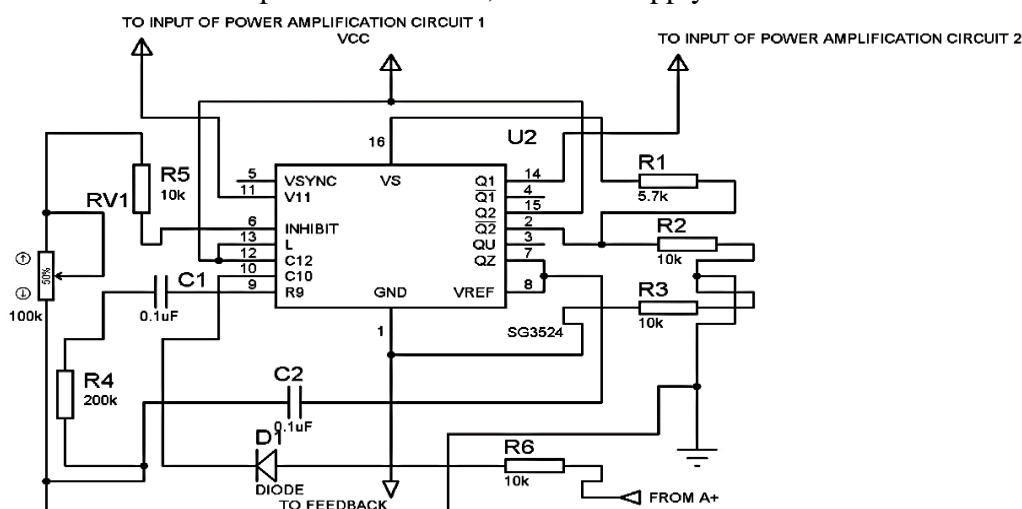 TO INPUT OF POWER AMPLIFICATION CIRCUIT 1
VCC
TO INPUT OF POWER AMPLIFICATION CIRCUIT 2
16
U2
R5
10k
RV1
5
VSYNC
11
V11
6
INHIBIT
13
L
12
C12
10
C10
9
R9
VS
GND
1
Q1
14
Q1
4
Q2
15
Q2
2
QU
3
QZ
7
VREF
8
SG3524
R1
5.7k
R2
10k
R3
10k
50%
100k
C1
0.1uF
R4
200k
C2
0.1uF
D1
DIODE
TO FEEDBACK
R6
10k
FROM A+